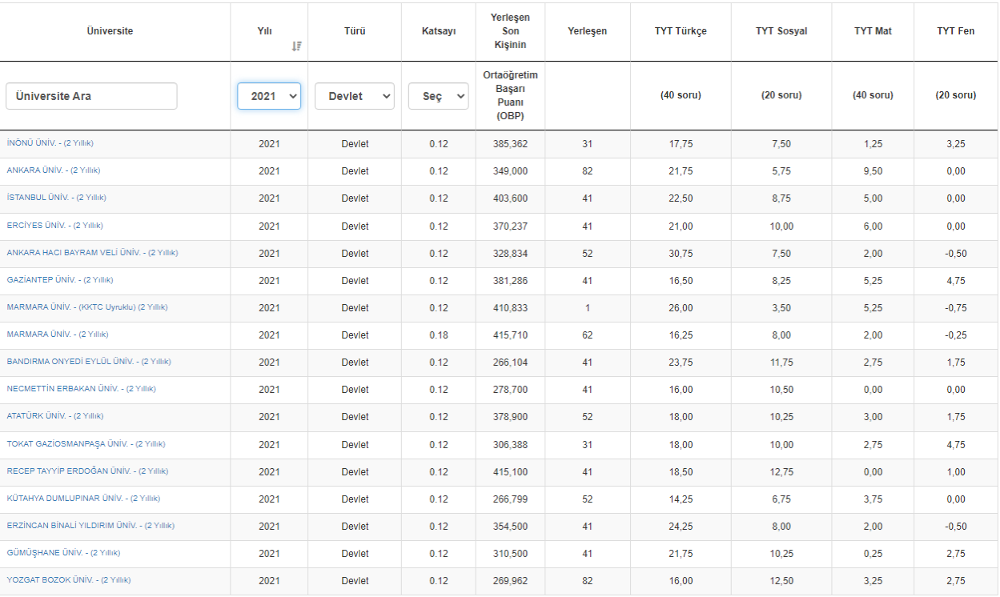 Üniversite Yılı Türü Katsayı Yerleşen Son Kişinin Yerleşen TYT Türkçe TYT Sosyal TYT Mat TYT Fen
Üniversite Ara 2021 Devlet Seç Ortaöğretim Başarı Puanı (OBP) (40 soru) (20 soru) (40 soru) (20 soru)
İNÖNÜ ÜNİV. - (2 Yıllık) 2021 Devlet 0.12 385,362 31 17,75 7,50 1,25 3,25
ANKARA ÜNİV. - (2 Yıllık) 2021 Devlet 0.12 349,000 82 21,75 5,75 9,50 0,00
İSTANBUL ÜNİV. - (2 Yıllık) 2021 Devlet 0.12 403,600 41 22,50 8,75 5,00 0,00
ERCİYES ÜNİV. - (2 Yıllık) 2021 Devlet 0.12 370,237 41 21,00 10,00 6,00 0,00
ANKARA HACI BAYRAM VELİ ÜNİV. - (2 Yıllık) 2021 Devlet 0.12 328,834 52 30,75 7,50 2,00 -0,50
GAZİANTEP ÜNİV. - (2 Yıllık) 2021 Devlet 0.12 381,286 41 16,50 8,25 5,25 4,75
MARMARA ÜNİV. - (KKTC Uyruklu) (2 Yıllık) 2021 Devlet 0.12 410,833 1 26,00 3,50 5,25 -0,75
MARMARA ÜNİV. - (2 Yıllık) 2021 Devlet 0.18 415,710 62 16,25 8,00 2,00 -0,25
BANDIRMA ONYEDİ EYLÜL ÜNİV. - (2 Yıllık) 2021 Devlet 0.12 266,104 41 23,75 11,75 2,75 1,75
NECMETTİN ERBAKAN ÜNİV. - (2 Yıllık) 2021 Devlet 0.12 278,700 41 16,00 10,50 0,00 0,00
ATATÜRK ÜNİV. - (2 Yıllık) 2021 Devlet 0.12 378,900 52 18,00 10,25 3,00 1,75
TOKAT GAZİOSMANPAŞA ÜNİV. - (2 Yıllık) 2021 Devlet 0.12 306,388 31 18,00 10,00 2,75 4,75
RECEP TAYYİP ERDOĞAN ÜNİV. - (2 Yıllık) 2021 Devlet 0.12 415,100 41 18,50 12,75 0,00 1,00
KÜTAHYA DUMLUPINAR ÜNİV. - (2 Yıllık) 2021 Devlet 0.12 266,799 52 14,25 6,75 3,75 0,00
ERZİNCAN BİNALİ YILDIRIM ÜNİV. - (2 Yıllık) 2021 Devlet 0.12 354,500 41 24,25 8,00 2,00 -0,50
GÜMÜŞHANE ÜNİV. - (2 Yıllık) 2021 Devlet 0.12 310,500 41 21,75 10,25 0,25 2,75
YOZGAT BOZOK ÜNİV. - (2 Yıllık) 2021 Devlet 0.12 269,962 82 16,00 12,50 3,25 2,75